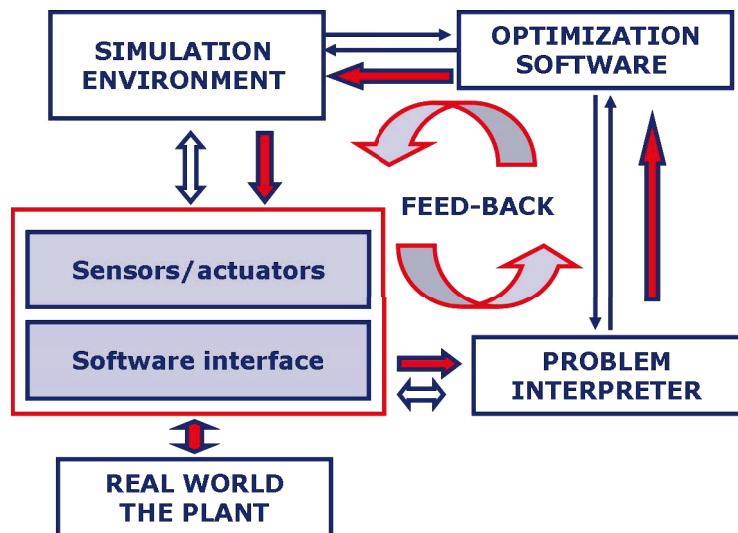 SIMULATION
ENVIRONMENT
OPTIMIZATION
SOFTWARE
FEED-BACK
Sensors/actuators
Software interface
PROBLEM
INTERPRETER
REAL WORLD
THE PLANT